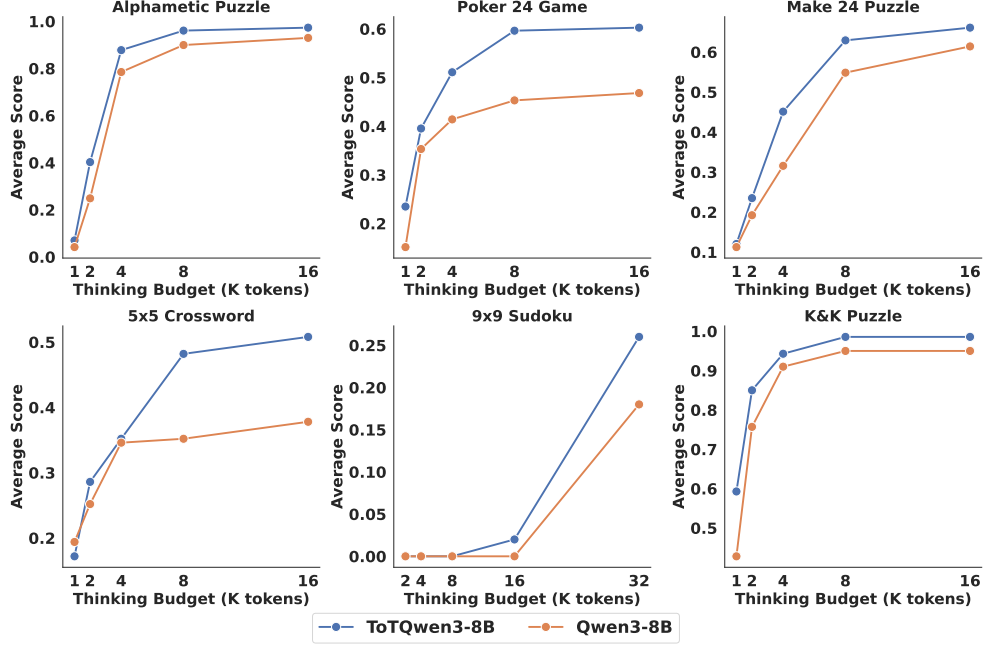 Alphametic Puzzle
Average Score
1.0
0.8
0.6
0.4
0.2
0.0
1 2 4 8 16
Thinking Budget (K tokens)
Poker 24 Game
Average Score
0.6
0.5
0.4
0.3
0.2
1 2 4 8 16
Thinking Budget (K tokens)
Make 24 Puzzle
Average Score
0.6
0.5
0.4
0.3
0.2
0.1
1 2 4 8 16
Thinking Budget (K tokens)
5x5 Crossword
Average Score
0.5
0.4
0.3
0.2
1 2 4 8 16
Thinking Budget (K tokens)
9x9 Sudoku
Average Score
0.25
0.20
0.15
0.10
0.05
0.00
2 4 8 16 32
Thinking Budget (K tokens)
K&K Puzzle
Average Score
1.0
0.9
0.8
0.7
0.6
0.5
1 2 4 8 16
Thinking Budget (K tokens)
ToTQwen3-8B Qwen3-8B